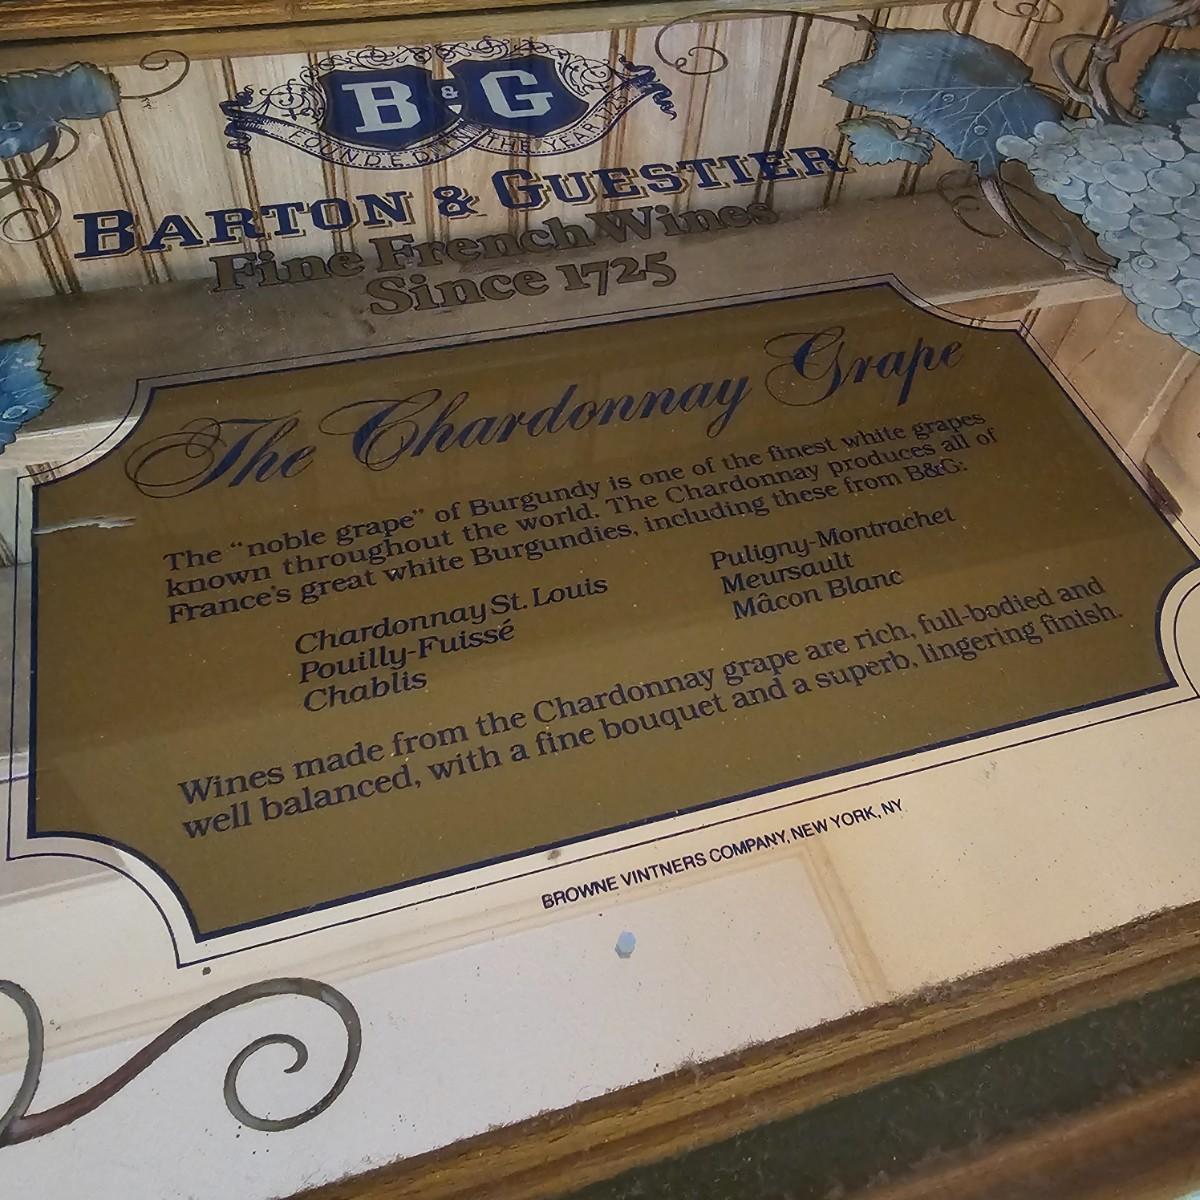 B & G
FOUNDED IN THE YEAR
BARTON & GUESTIER
Fine French Wines
Since 1725
The Chardonnay Grape
The “noble grape” of Burgundy is one of the finest white grapes
known throughout the world. The Chardonnay produces all of
France's great white Burgundies, including these from B&G:
Chardonnay St. Louis
Pouilly-Fuissé
Chablis
Puligny-Montrachet
Meursault
Mâcon Blanc
Wines made from the Chardonnay grape are rich, full-bodied and
well balanced, with a fine bouquet and a superb, lingering finish.
BROWNE VINTNERS COMPANY, NEW YORK, NY